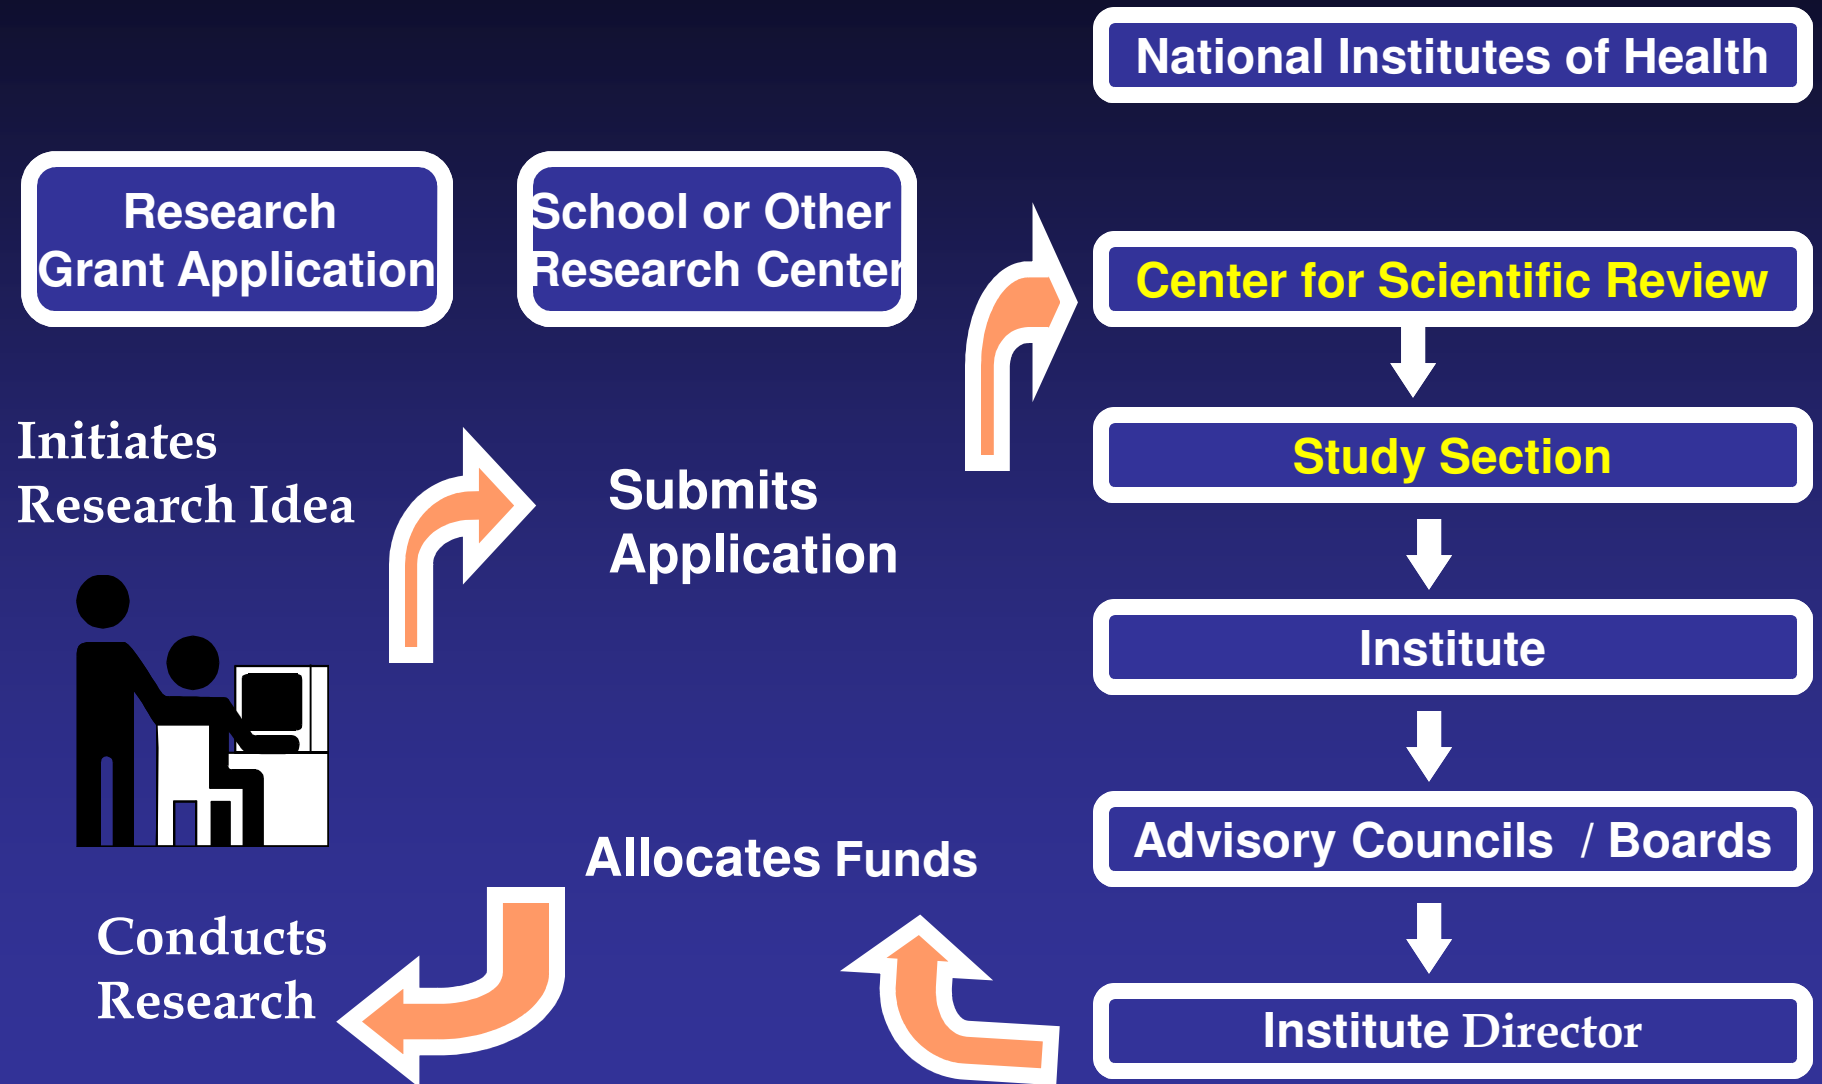 National Institutes of Health
Research
Grant Application
School or Other
Research Center
Center for Scientific Review
Initiates
Research Idea
Submits
Application
Study Section
Institute
Advisory Councils / Boards
Allocates Funds
Conducts
Research
Institute Director